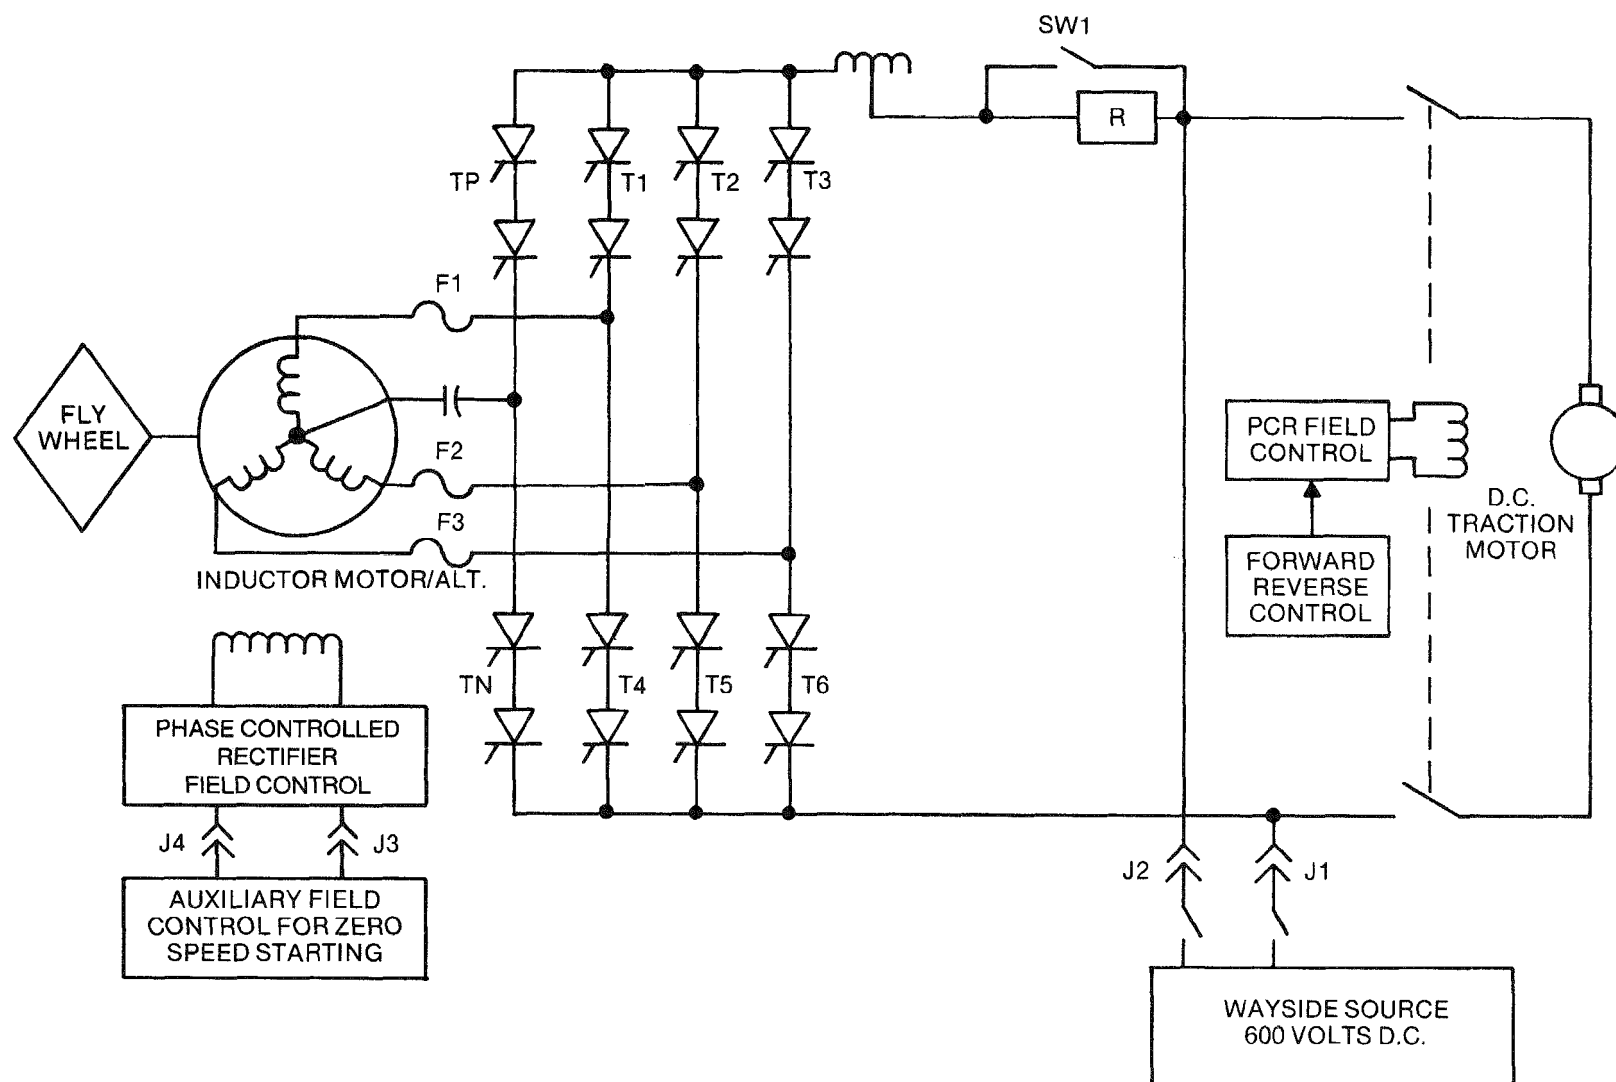 SW1
R
TP
T1
T2
T3
F1
FLY
WHEEL
F2
F3
INDUCTOR MOTOR/ALT.
PCR FIELD
CONTROL
D.C.
TRACTION
MOTOR
FORWARD
REVERSE
CONTROL
TN
T4
T5
T6
PHASE CONTROLLED
RECTIFIER
FIELD CONTROL
J4
J3
J2
J1
AUXILIARY FIELD
CONTROL FOR ZERO
SPEED STARTING
WAYSIDE SOURCE
600 VOLTS D.C.